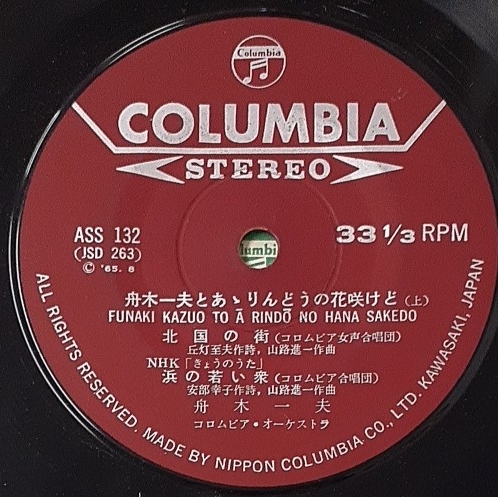 Columbia
COLUMBIA
STEREO
ASS 132
(JSD 263)
Ⓒ '65. 8
33 1/3 RPM
lumbi
舟木一夫とあゝりんどうの花咲けど(上)
FUNAKI KAZUO TO Ā RINDŌ NO HANA SAKEDO
北国の街(コロムビア女声合唱団)
丘灯至夫作詩, 山路進一作曲
NHK「きょうのうた」
浜の若い衆(コロムビア合唱団)
安部幸子作詩, 山路進一作曲
舟木一夫
コロムビア・オーケストラ
ALL RIGHTS RESERVED. MADE BY NIPPON COLUMBIA CO., LTD. KAWASAKI, JAPAN